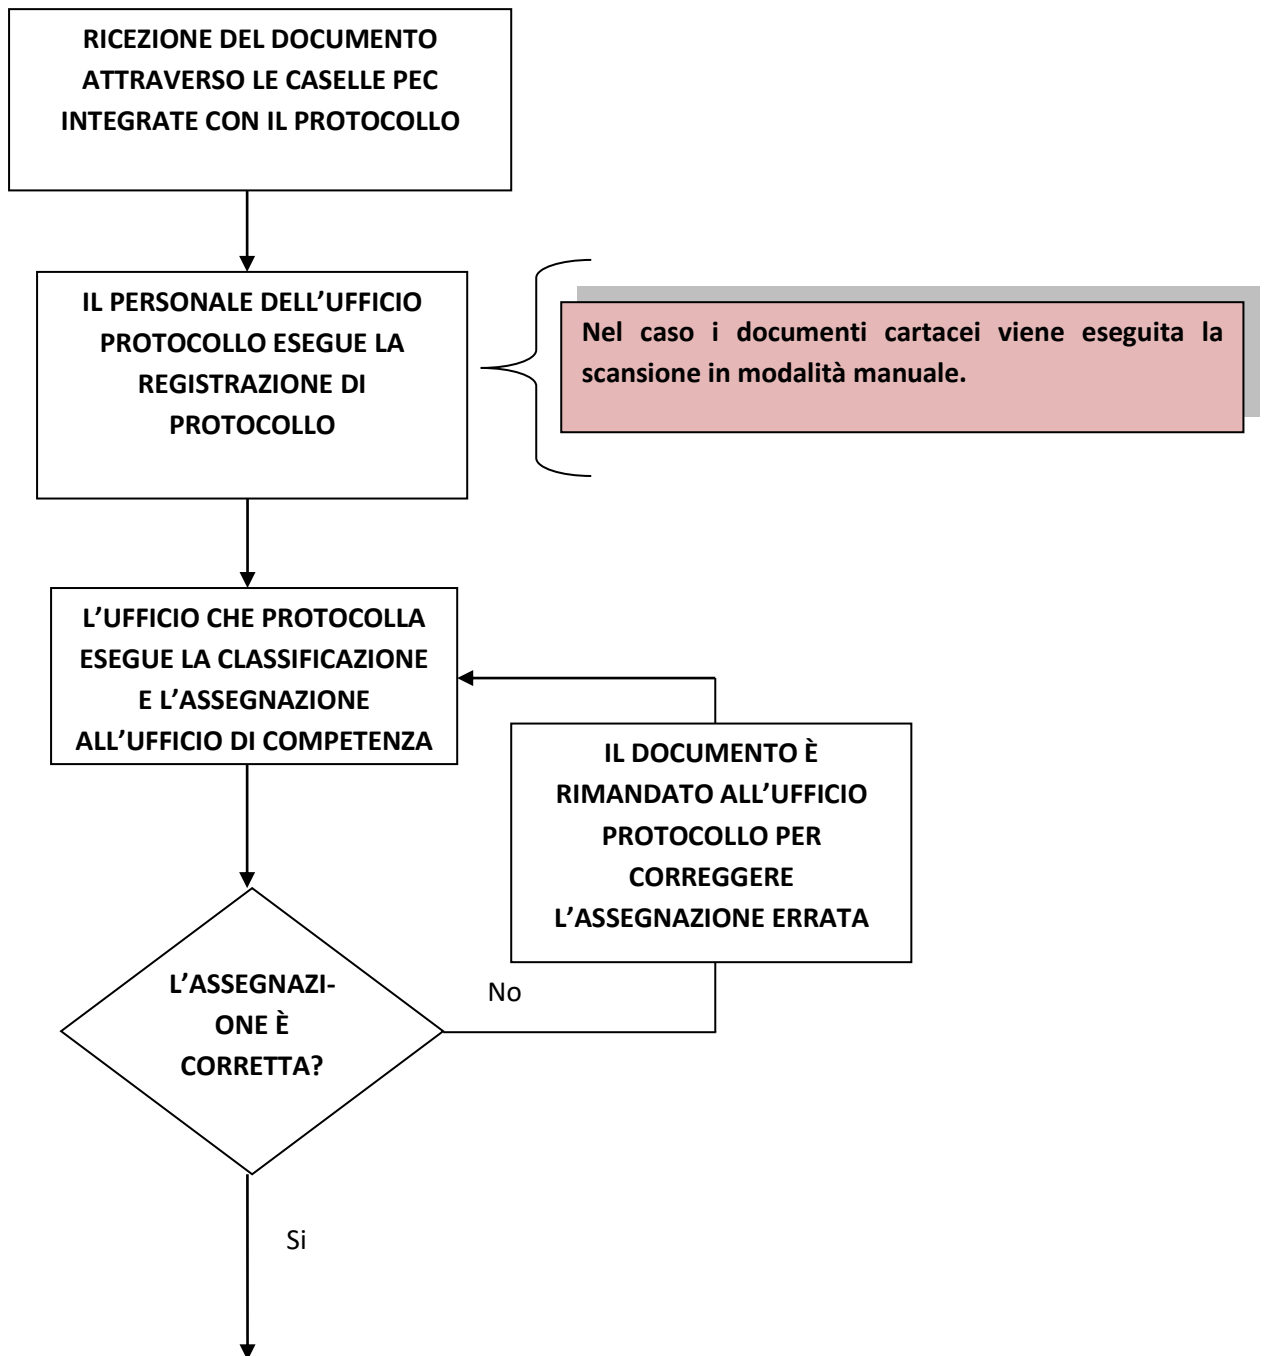 RICEZIONE DEL DOCUMENTO
ATTRAVERSO LE CASELLE PEC
INTEGRATE CON IL PROTOCOLLO
IL PERSONALE DELL’UFFICIO
PROTOCOLLO ESEGUE LA
REGISTRAZIONE DI
PROTOCOLLO
Nel caso i documenti cartacei viene eseguita la
scansione in modalità manuale.
L’UFFICIO CHE PROTOCOLLA
ESEGUE LA CLASSIFICAZIONE
E L’ASSEGNAZIONE
ALL’UFFICIO DI COMPETENZA
IL DOCUMENTO È
RIMANDATO ALL’UFFICIO
PROTOCOLLO PER
CORREGGERE
L’ASSEGNAZIONE ERRATA
L’ASSEGNAZI-
ONE È
CORRETTA?
No
Si